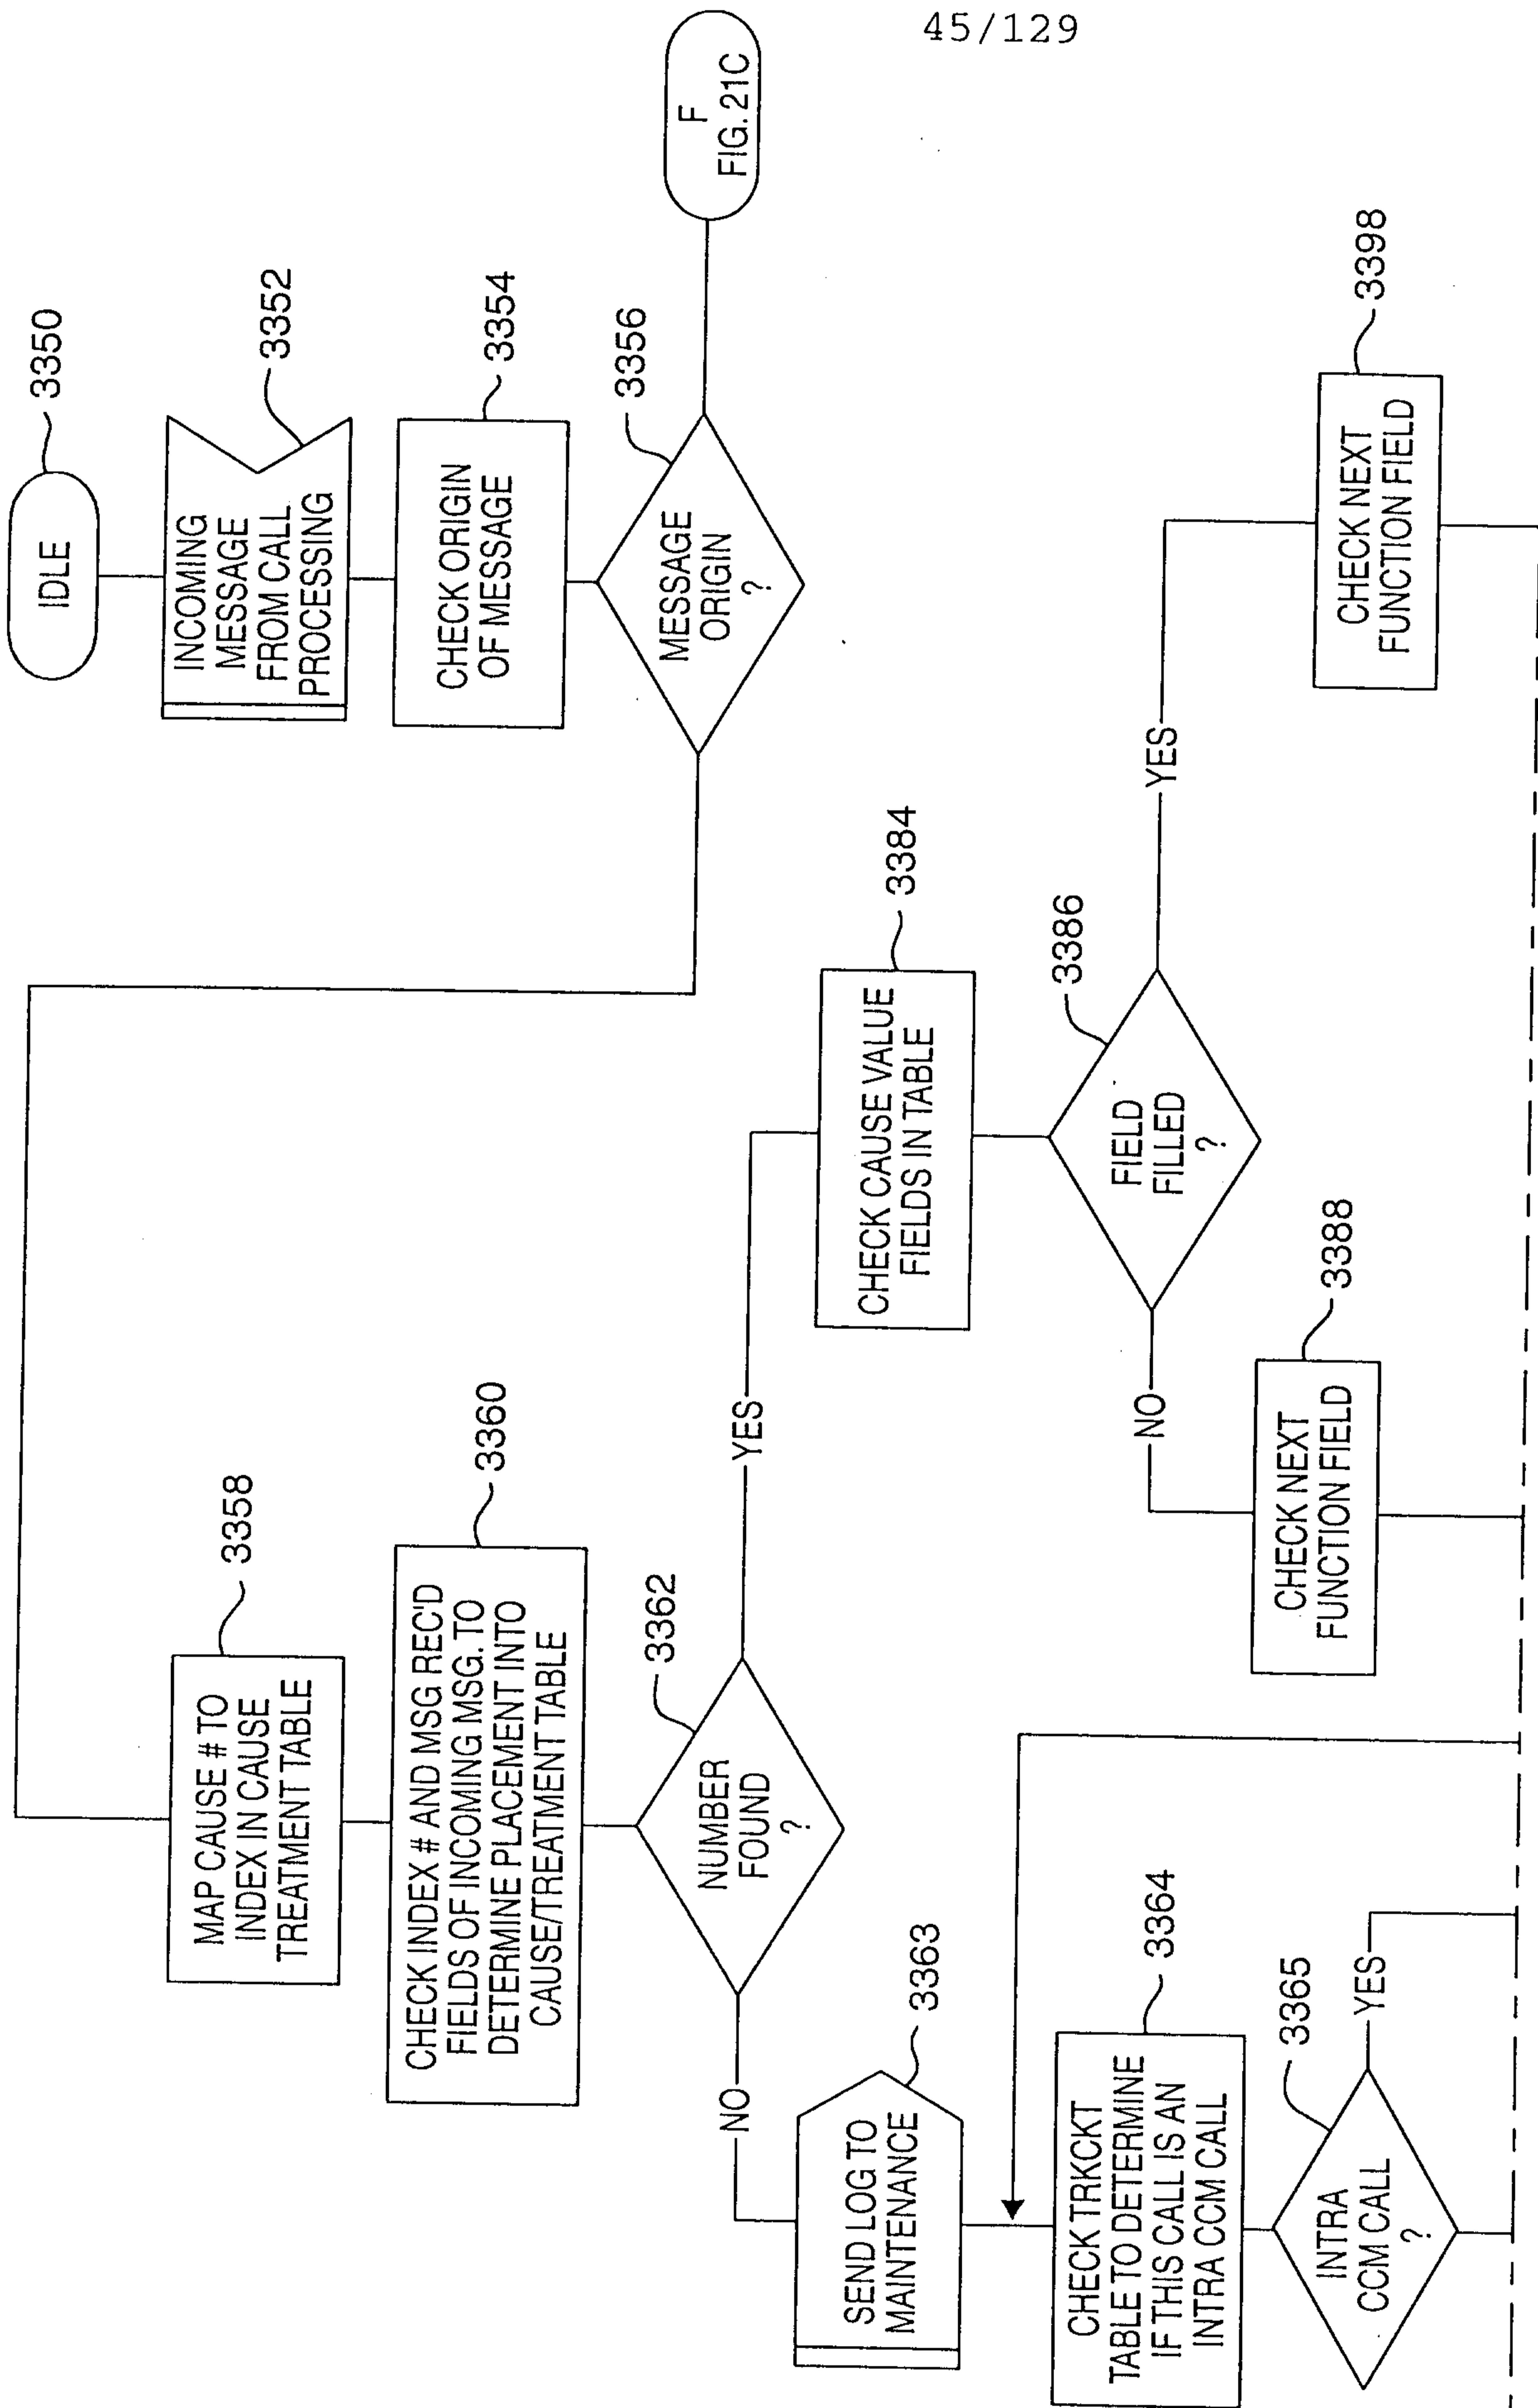 45/129
IDLE
3350
INCOMING
MESSAGE
FROM CALL
PROCESSING
3352
CHECK ORIGIN
OF MESSAGE
3354
MESSAGE
ORIGIN
?
3356
F
FIG. 21C
MAP CAUSE # TO
INDEX IN CAUSE
TREATMENT TABLE
3358
CHECK INDEX # AND MSG REC'D
FIELDS OF INCOMING MSG. TO
DETERMINE PLACEMENT INTO
CAUSE/TREATMENT TABLE
3360
NUMBER
FOUND
?
3362
NO
YES
SEND LOG TO
MAINTENANCE
3363
CHECK TRKCKT
TABLE TO DETERMINE
IF THIS CALL IS AN
INTRA CCM CALL
3364
INTRA
CCM CALL
?
3365
YES
CHECK CAUSE VALUE
FIELDS IN TABLE
3384
FIELD
FILLED
?
3386
NO
YES
CHECK NEXT
FUNCTION FIELD
3388
CHECK NEXT
FUNCTION FIELD
3398